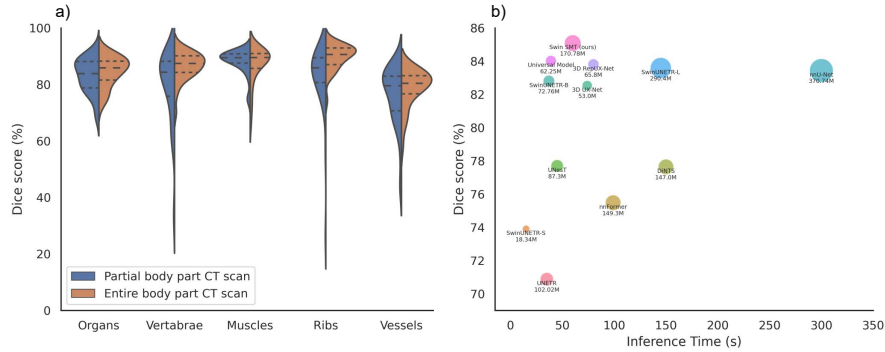 a)
100
80
60
40
20
0
Dice score (%)
Partial body part CT scan
Entire body part CT scan
Organs
Vertabrae
Muscles
Ribs
Vessels
b)
86
84
82
80
78
76
74
72
70
Dice score (%)
Swin SMT (ours)
170.78M
Universal Model
62.25M
3D RepUX-Net
65.8M
SwinUNETR-L
290.4M
nnU-Net
370.74M
SwinUNETR-B
72.76M
3D UX-Net
53.0M
UNesT
87.3M
DiNTS
147.0M
nnFormer
149.3M
SwinUNETR-S
18.34M
UNETR
102.02M
0
50
100
150
200
250
300
350
Inference Time (s)